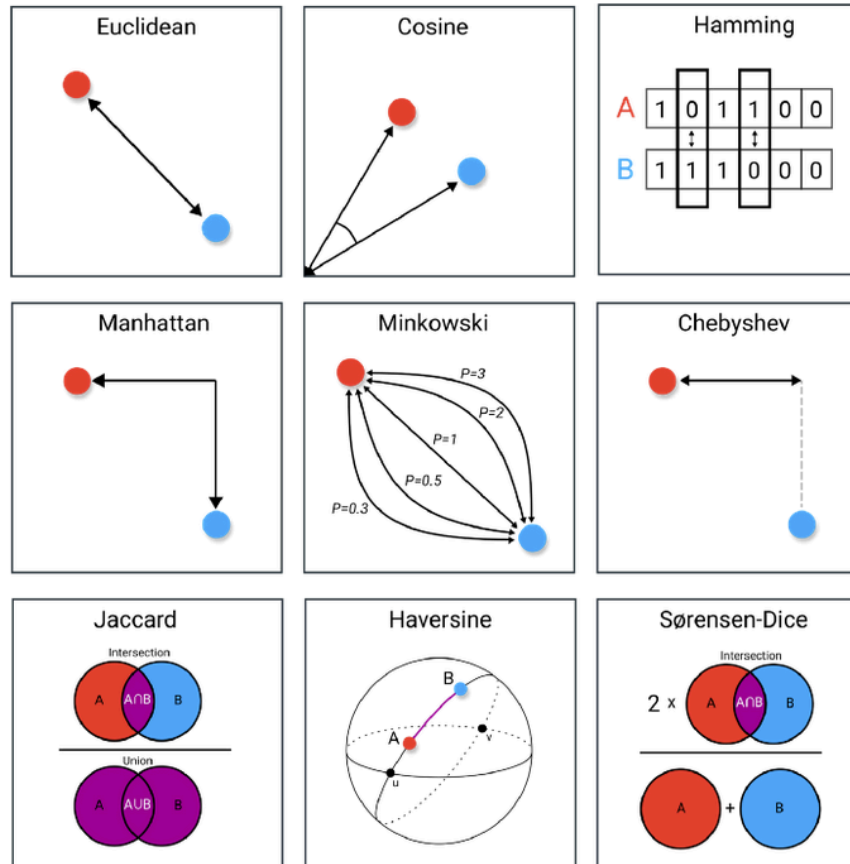 Euclidean
Cosine
Hamming
A 1 0 1 1 0 0
B 1 1 1 0 0 0
Manhattan
Minkowski
P=3
P=2
P=1
P=0.5
P=0.3
Chebyshev
Jaccard
Intersection
A A∩B B
Union
A A∪B B
Haversine
B
A
v
u
Sørensen-Dice
Intersection
2 x A A∩B B
A + B